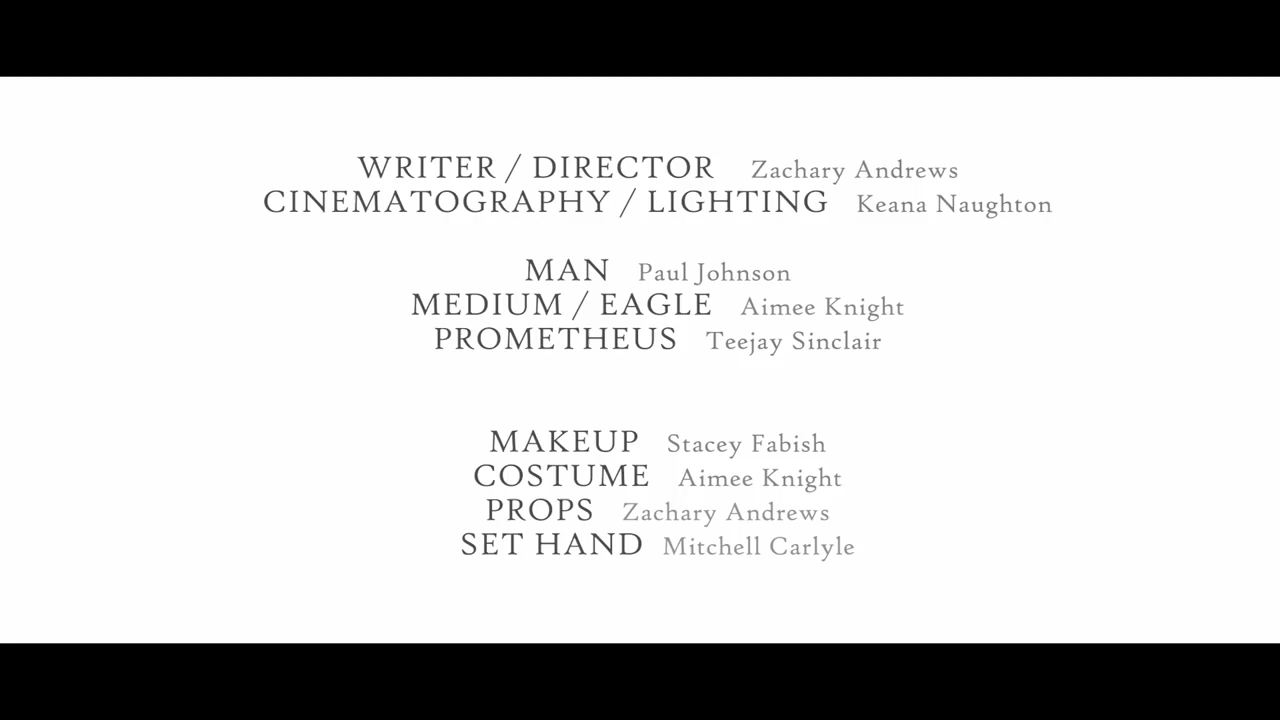 WRITER / DIRECTOR Zachary Andrews
CINEMATOGRAPHY / LIGHTING Keana Naughton
MAN Paul Johnson
MEDIUM / EAGLE Aimee Knight
PROMETHEUS Teejay Sinclair
MAKEUP Stacey Fabish
COSTUME Aimee Knight
PROPS Zachary Andrews
SET HAND Mitchell Carlyle